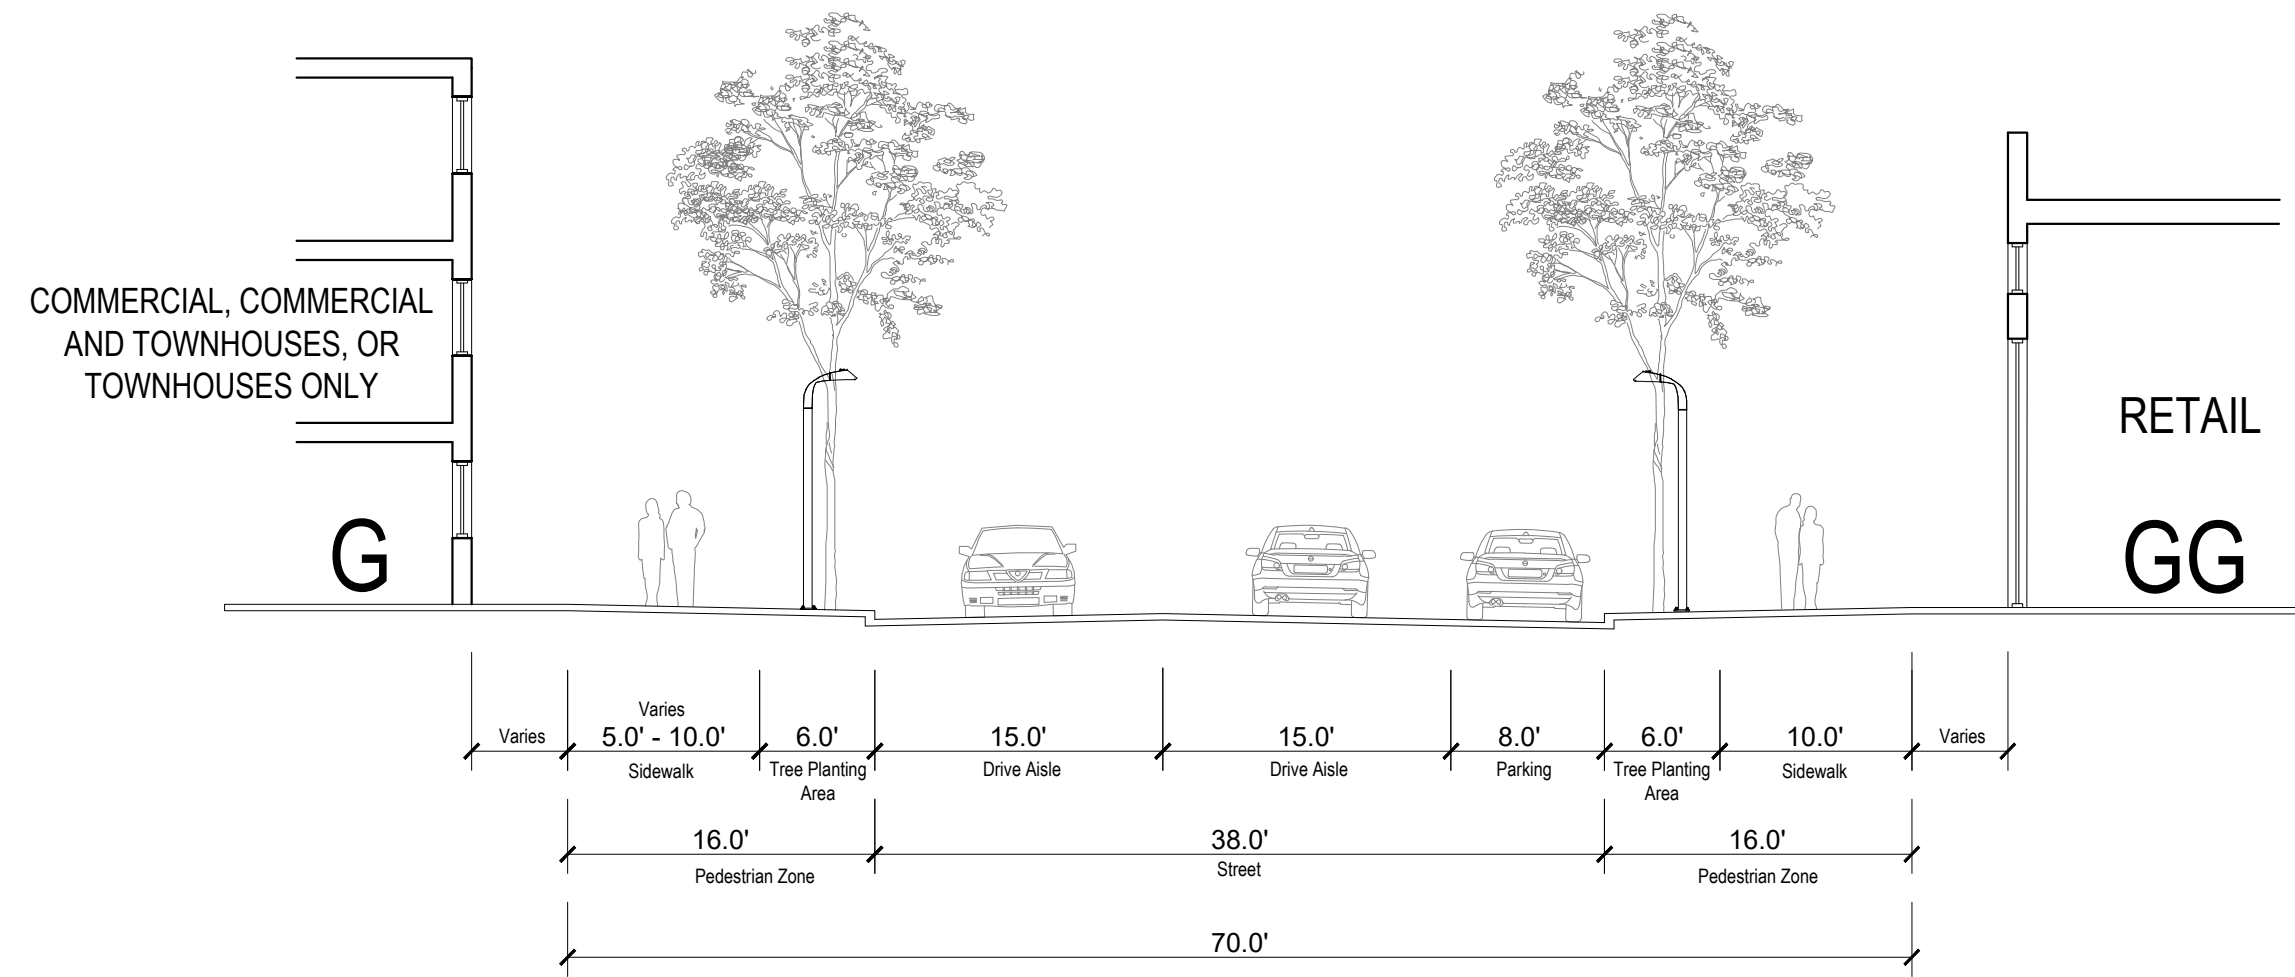 COMMERCIAL, COMMERCIAL
AND TOWNHOUSES, OR
TOWNHOUSES ONLY
G
RETAIL
GG
Varies
Varies
5.0' - 10.0'
Sidewalk
6.0'
Tree Planting
Area
15.0'
Drive Aisle
15.0'
Drive Aisle
8.0'
Parking
6.0'
Tree Planting
Area
10.0'
Sidewalk
Varies
16.0'
Pedestrian Zone
38.0'
Street
16.0'
Pedestrian Zone
70.0'